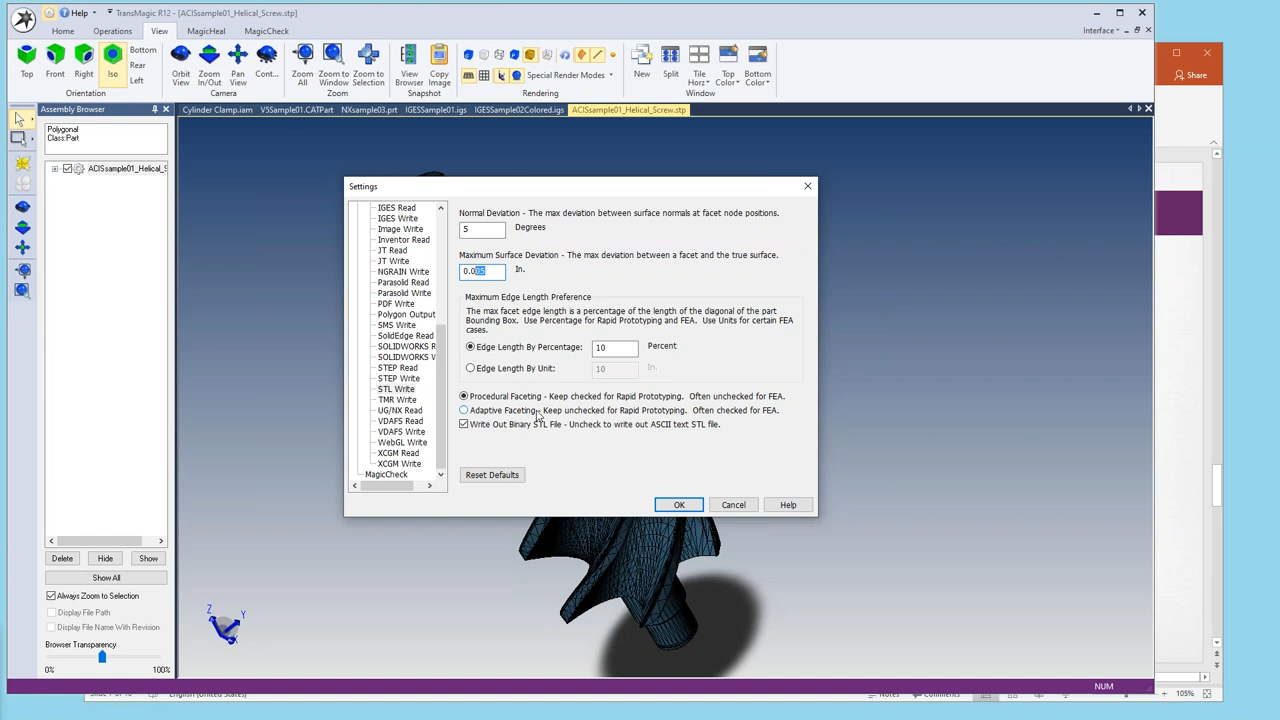 Help
TransMagic R12 - [ACISsample01_Helical_Screw.stp]
Home
Operations
View
MagicHeal
MagicCheck
Interface
Top
Front
Right
Iso
Bottom
Rear
Left
Orientation
Orbit View
Zoom In/Out
Pan View
Cont...
Camera
Zoom All
Zoom to Window
Zoom to Selection
Zoom
View Browser
Copy Image
Snapshot
Special Render Modes
Rendering
New
Split
Tile Horz
Top Color
Bottom Color
Window
Share
Assembly Browser
Cylinder Clamp.iam
V5Sample01.CATPart
NXsample03.prt
IGESSample01.igs
IGESSample02Colored.igs
ACISsample01_Helical_Screw.stp
Polygonal
Class:Part
ACISsample01_Helical_S
Delete
Hide
Show
Show All
Always Zoom to Selection
Display File Path
Display File Name With Revision
Browser Transparency
0%
100%
Settings
IGES Read
IGES Write
Image Write
Inventor Read
JT Read
JT Write
NGRAIN Write
Parasolid Read
Parasolid Write
PDF Write
Polygon Output
SMS Write
SolidEdge Read
SOLIDWORKS R
SOLIDWORKS W
STEP Read
STEP Write
STL Write
TMR Write
UG/NX Read
VDAFS Read
VDAFS Write
WebGL Write
XCGM Read
XCGM Write
MagicCheck
Normal Deviation - The max deviation between surface normals at facet node positions.
5
Degrees
Maximum Surface Deviation - The max deviation between a facet and the true surface.
0.005
In.
Maximum Edge Length Preference
The max facet edge length is a percentage of the length of the diagonal of the part
Bounding Box. Use Percentage for Rapid Prototyping and FEA. Use Units for certain FEA
cases.
Edge Length By Percentage:
10
Percent
Edge Length By Unit:
10
In.
Procedural Faceting - Keep checked for Rapid Prototyping. Often unchecked for FEA.
Adaptive Faceting - Keep unchecked for Rapid Prototyping. Often checked for FEA.
Write Out Binary STL File - Uncheck to write out ASCII text STL file.
Reset Defaults
OK
Cancel
Help
Z
Y
X
NUM
English (United States)
Notes
Comments
105%